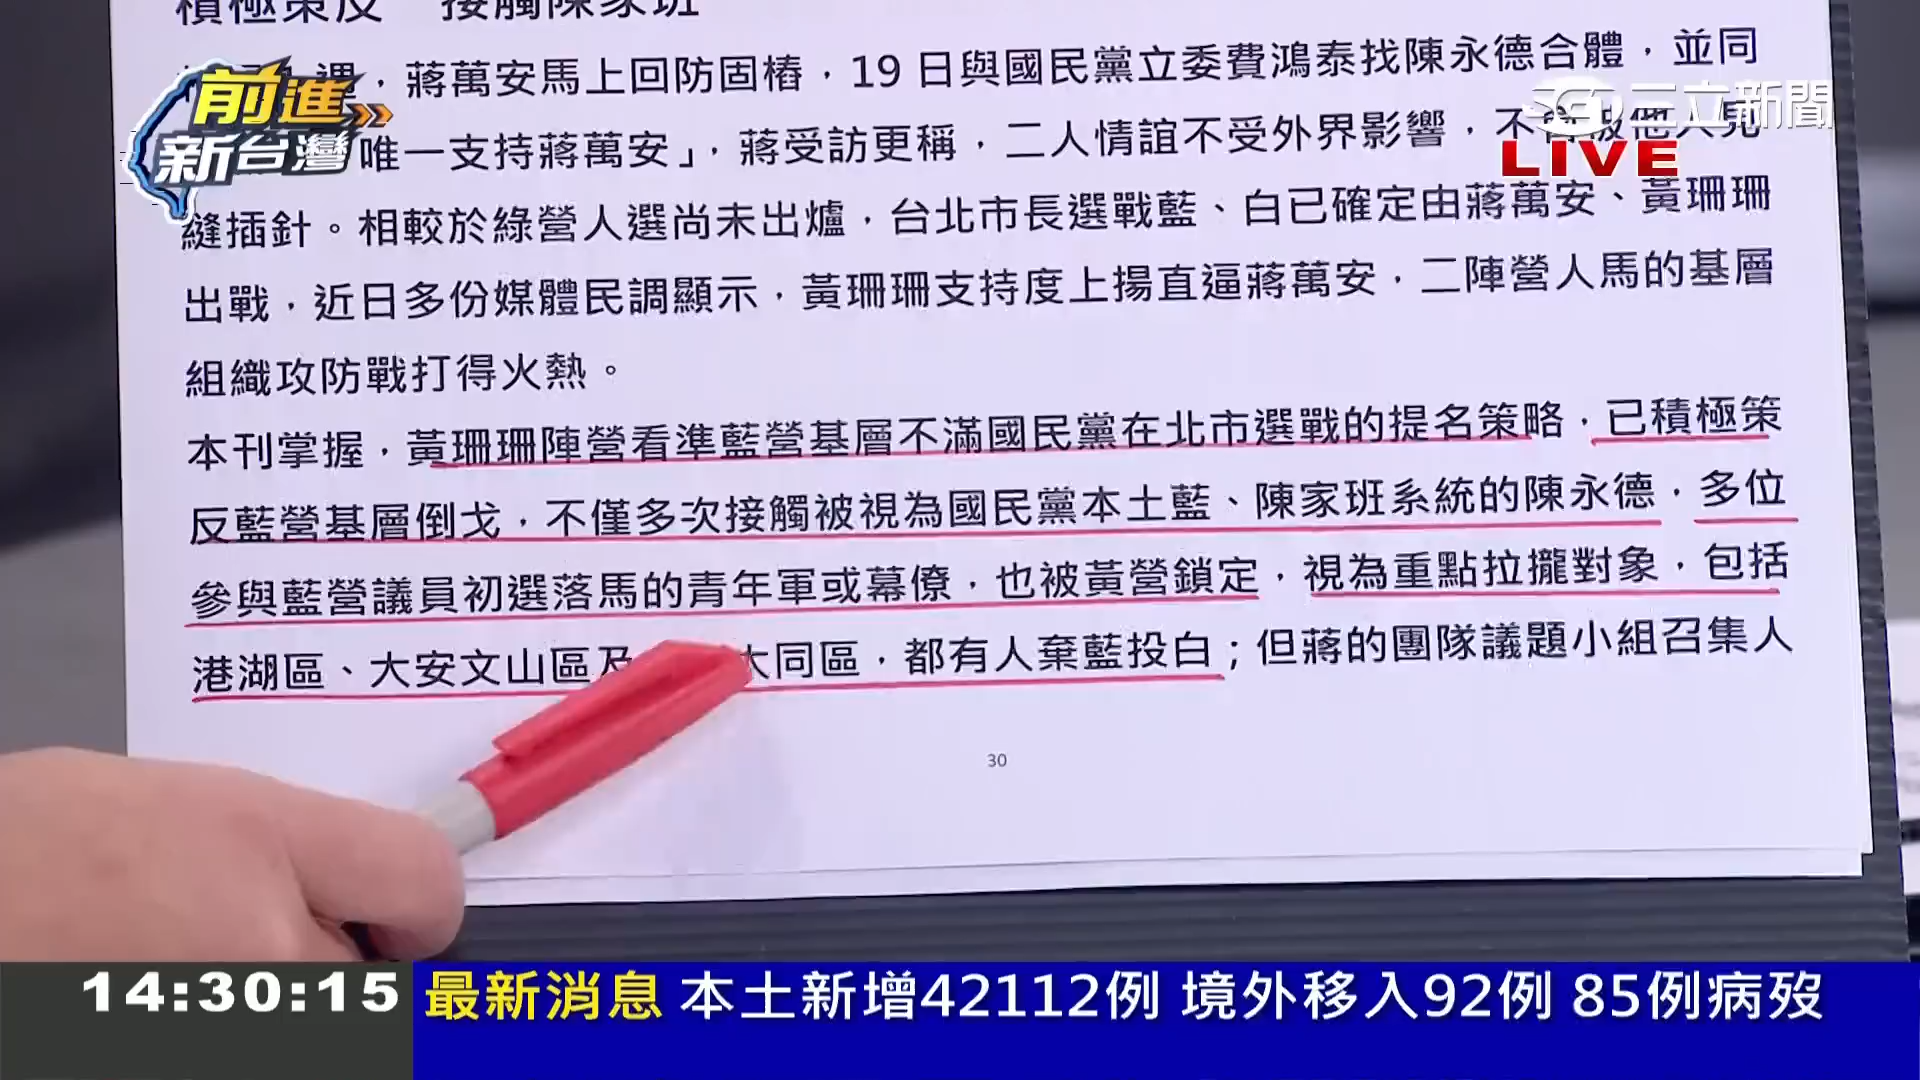 積極策反 接觸陳家班
前進
新台灣
遇，蔣萬安馬上回防固樁，19日與國民黨立委費鴻泰找陳永德合體，並同
唯一支持蔣萬安」，蔣受訪更稱，二人情誼不受外界影響，不會被他人見
縫插針。相較於綠營人選尚未出爐，台北市長選戰藍、白已確定由蔣萬安、黃珊珊
出戰，近日多份媒體民調顯示，黃珊珊支持度上揚直逼蔣萬安，二陣營人馬的基層
組織攻防戰打得火熱。
本刊掌握，黃珊珊陣營看準藍營基層不滿國民黨在北市選戰的提名策略，已積極策
反藍營基層倒戈，不僅多次接觸被視為國民黨本土藍、陳家班系統的陳永德，多位
參與藍營議員初選落馬的青年軍或幕僚，也被黃營鎖定，視為重點拉攏對象，包括
港湖區、大安文山區及大同區，都有人棄藍投白；但蔣的團隊議題小組召集人
30
三立新聞
LIVE
14:30:15
最新消息 本土新增42112例 境外移入92例 85例病歿